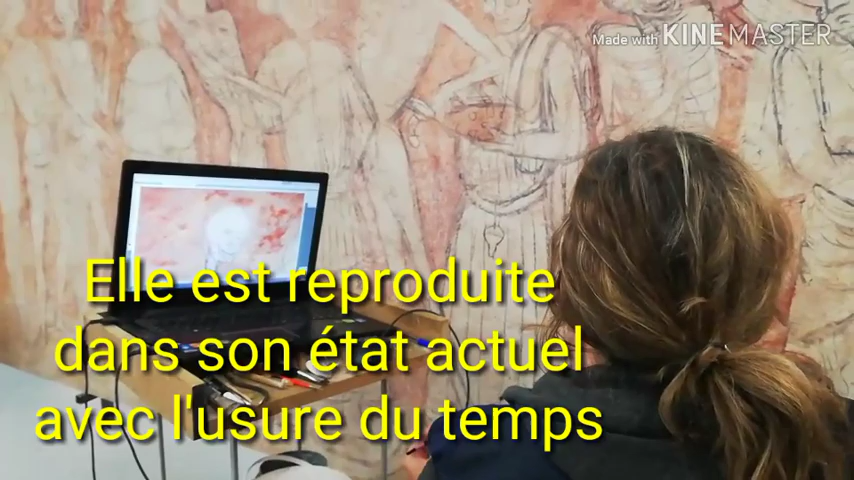 Made with KINEMASTER
Elle est reproduite
dans son état actuel
avec l'usure du temps